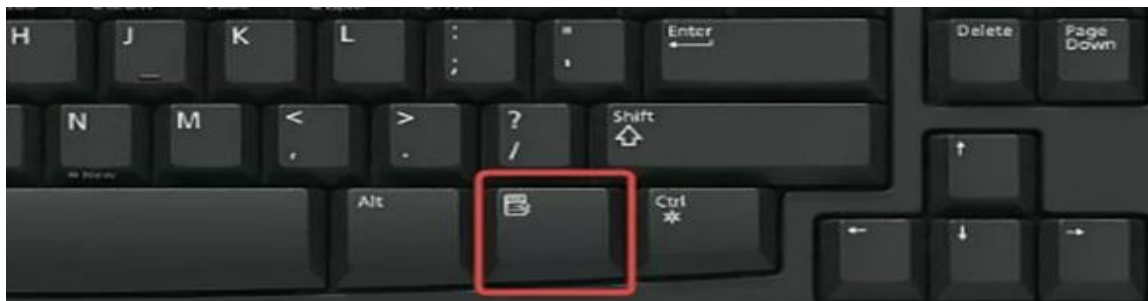 H J K L : ; " ' Enter Delete Page Down
N M < , > . ? / Shift
Alt Ctrl